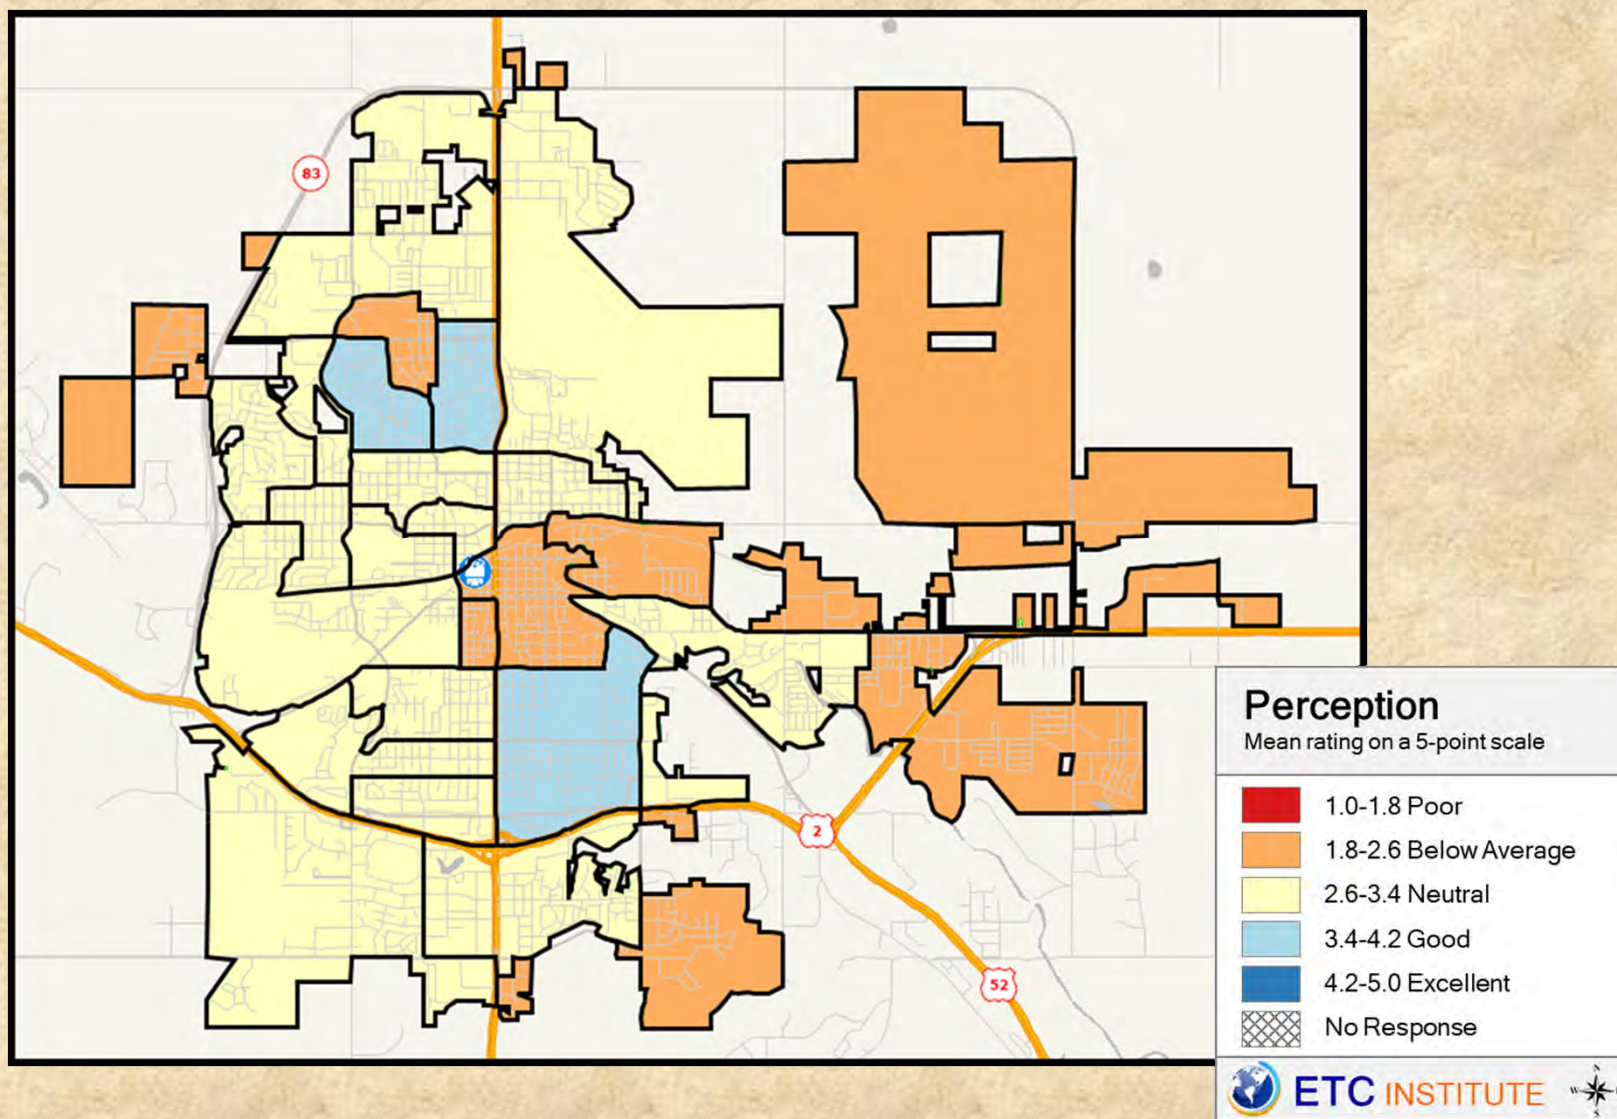 83
2
52
Perception
Mean rating on a 5-point scale
1.0-1.8 Poor
1.8-2.6 Below Average
2.6-3.4 Neutral
3.4-4.2 Good
4.2-5.0 Excellent
No Response
ETC INSTITUTE
N
W
S